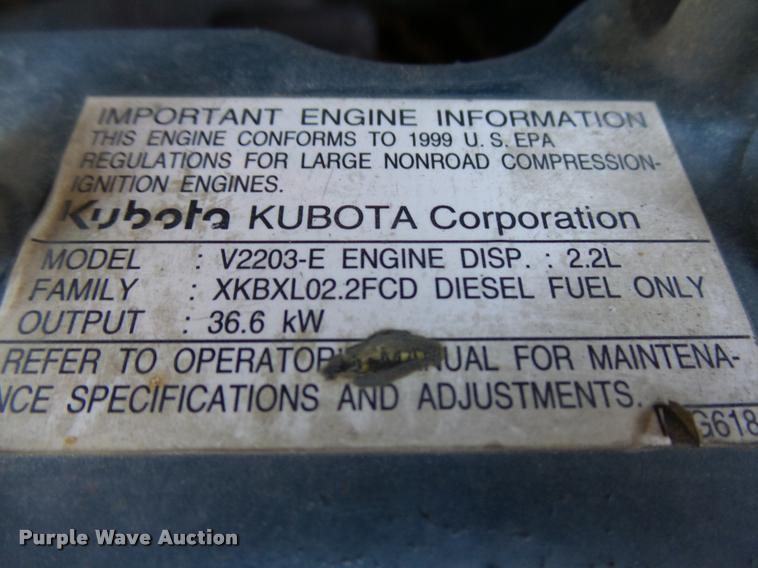 IMPORTANT ENGINE INFORMATION
THIS ENGINE CONFORMS TO 1999 U.S. EPA
REGULATIONS FOR LARGE NONROAD COMPRESSION-
IGNITION ENGINES.
Kubota KUBOTA Corporation
MODEL : V2203-E ENGINE DISP. : 2.2L
FAMILY : XKBXL02.2FCD DIESEL FUEL ONLY
OUTPUT : 36.6 kW
REFER TO OPERATOR'S MANUAL FOR MAINTENA-
NCE SPECIFICATIONS AND ADJUSTMENTS.
G618
Purple Wave Auction